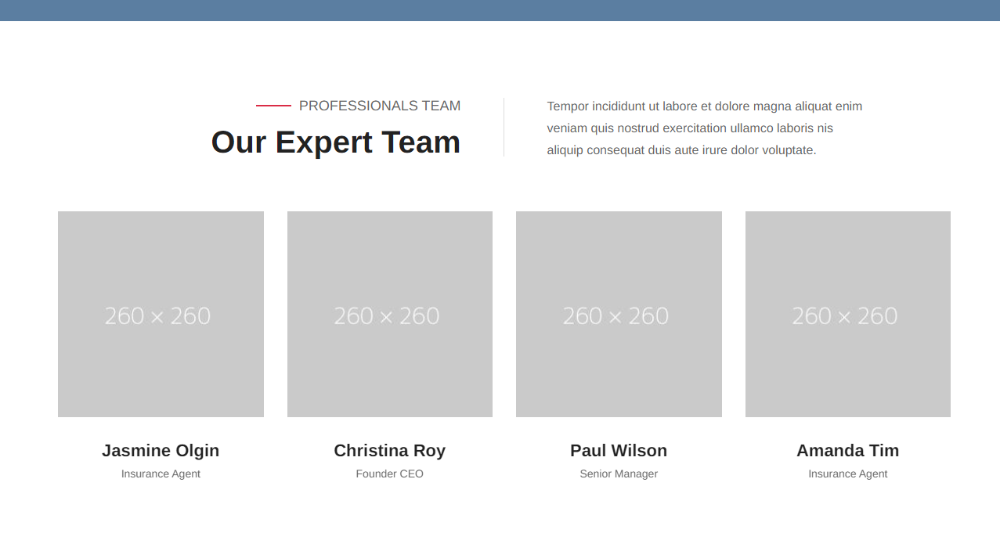 PROFESSIONALS TEAM
Our Expert Team
Tempor incididunt ut labore et dolore magna aliquat enim
veniam quis nostrud exercitation ullamco laboris nis
aliquip consequat duis aute irure dolor voluptate.
260 × 260
260 × 260
260 × 260
260 × 260
Jasmine Olgin
Insurance Agent
Christina Roy
Founder CEO
Paul Wilson
Senior Manager
Amanda Tim
Insurance Agent